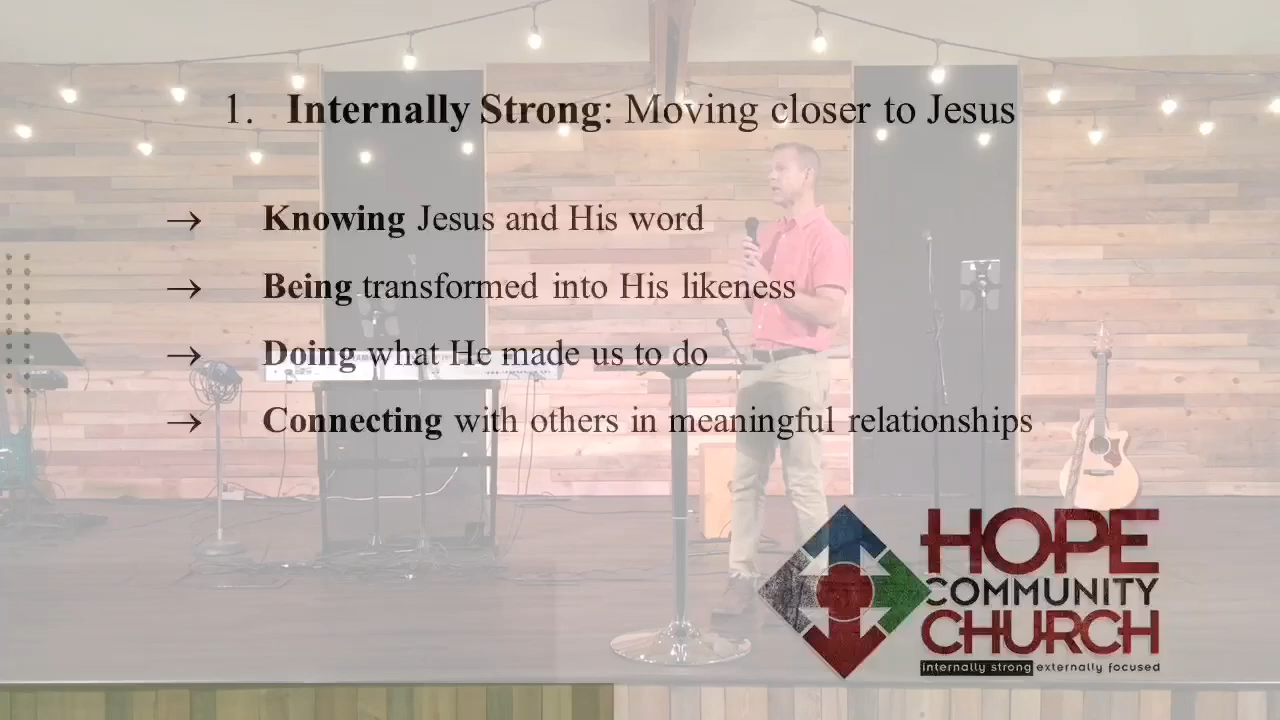 1. Internally Strong: Moving closer to Jesus
→ Knowing Jesus and His word
→ Being transformed into His likeness
→ Doing what He made us to do
→ Connecting with others in meaningful relationships
HOPE
COMMUNITY
CHURCH
internally strong externally focused